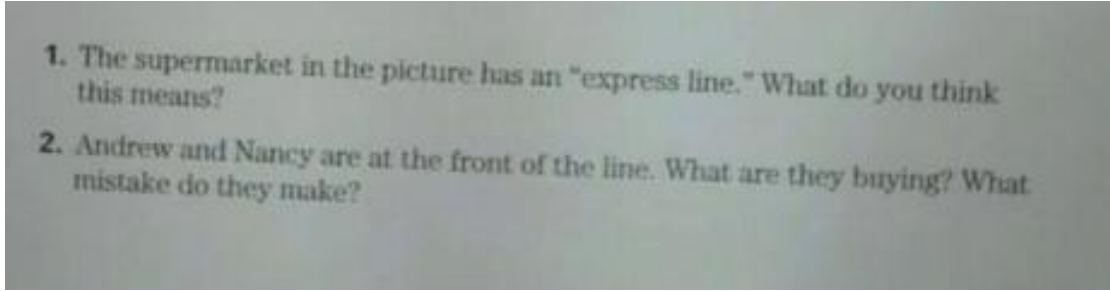 1. The supermarket in the picture has an "express line." What do you think
this means?
2. Andrew and Nancy are at the front of the line. What are they buying? What
mistake do they make?